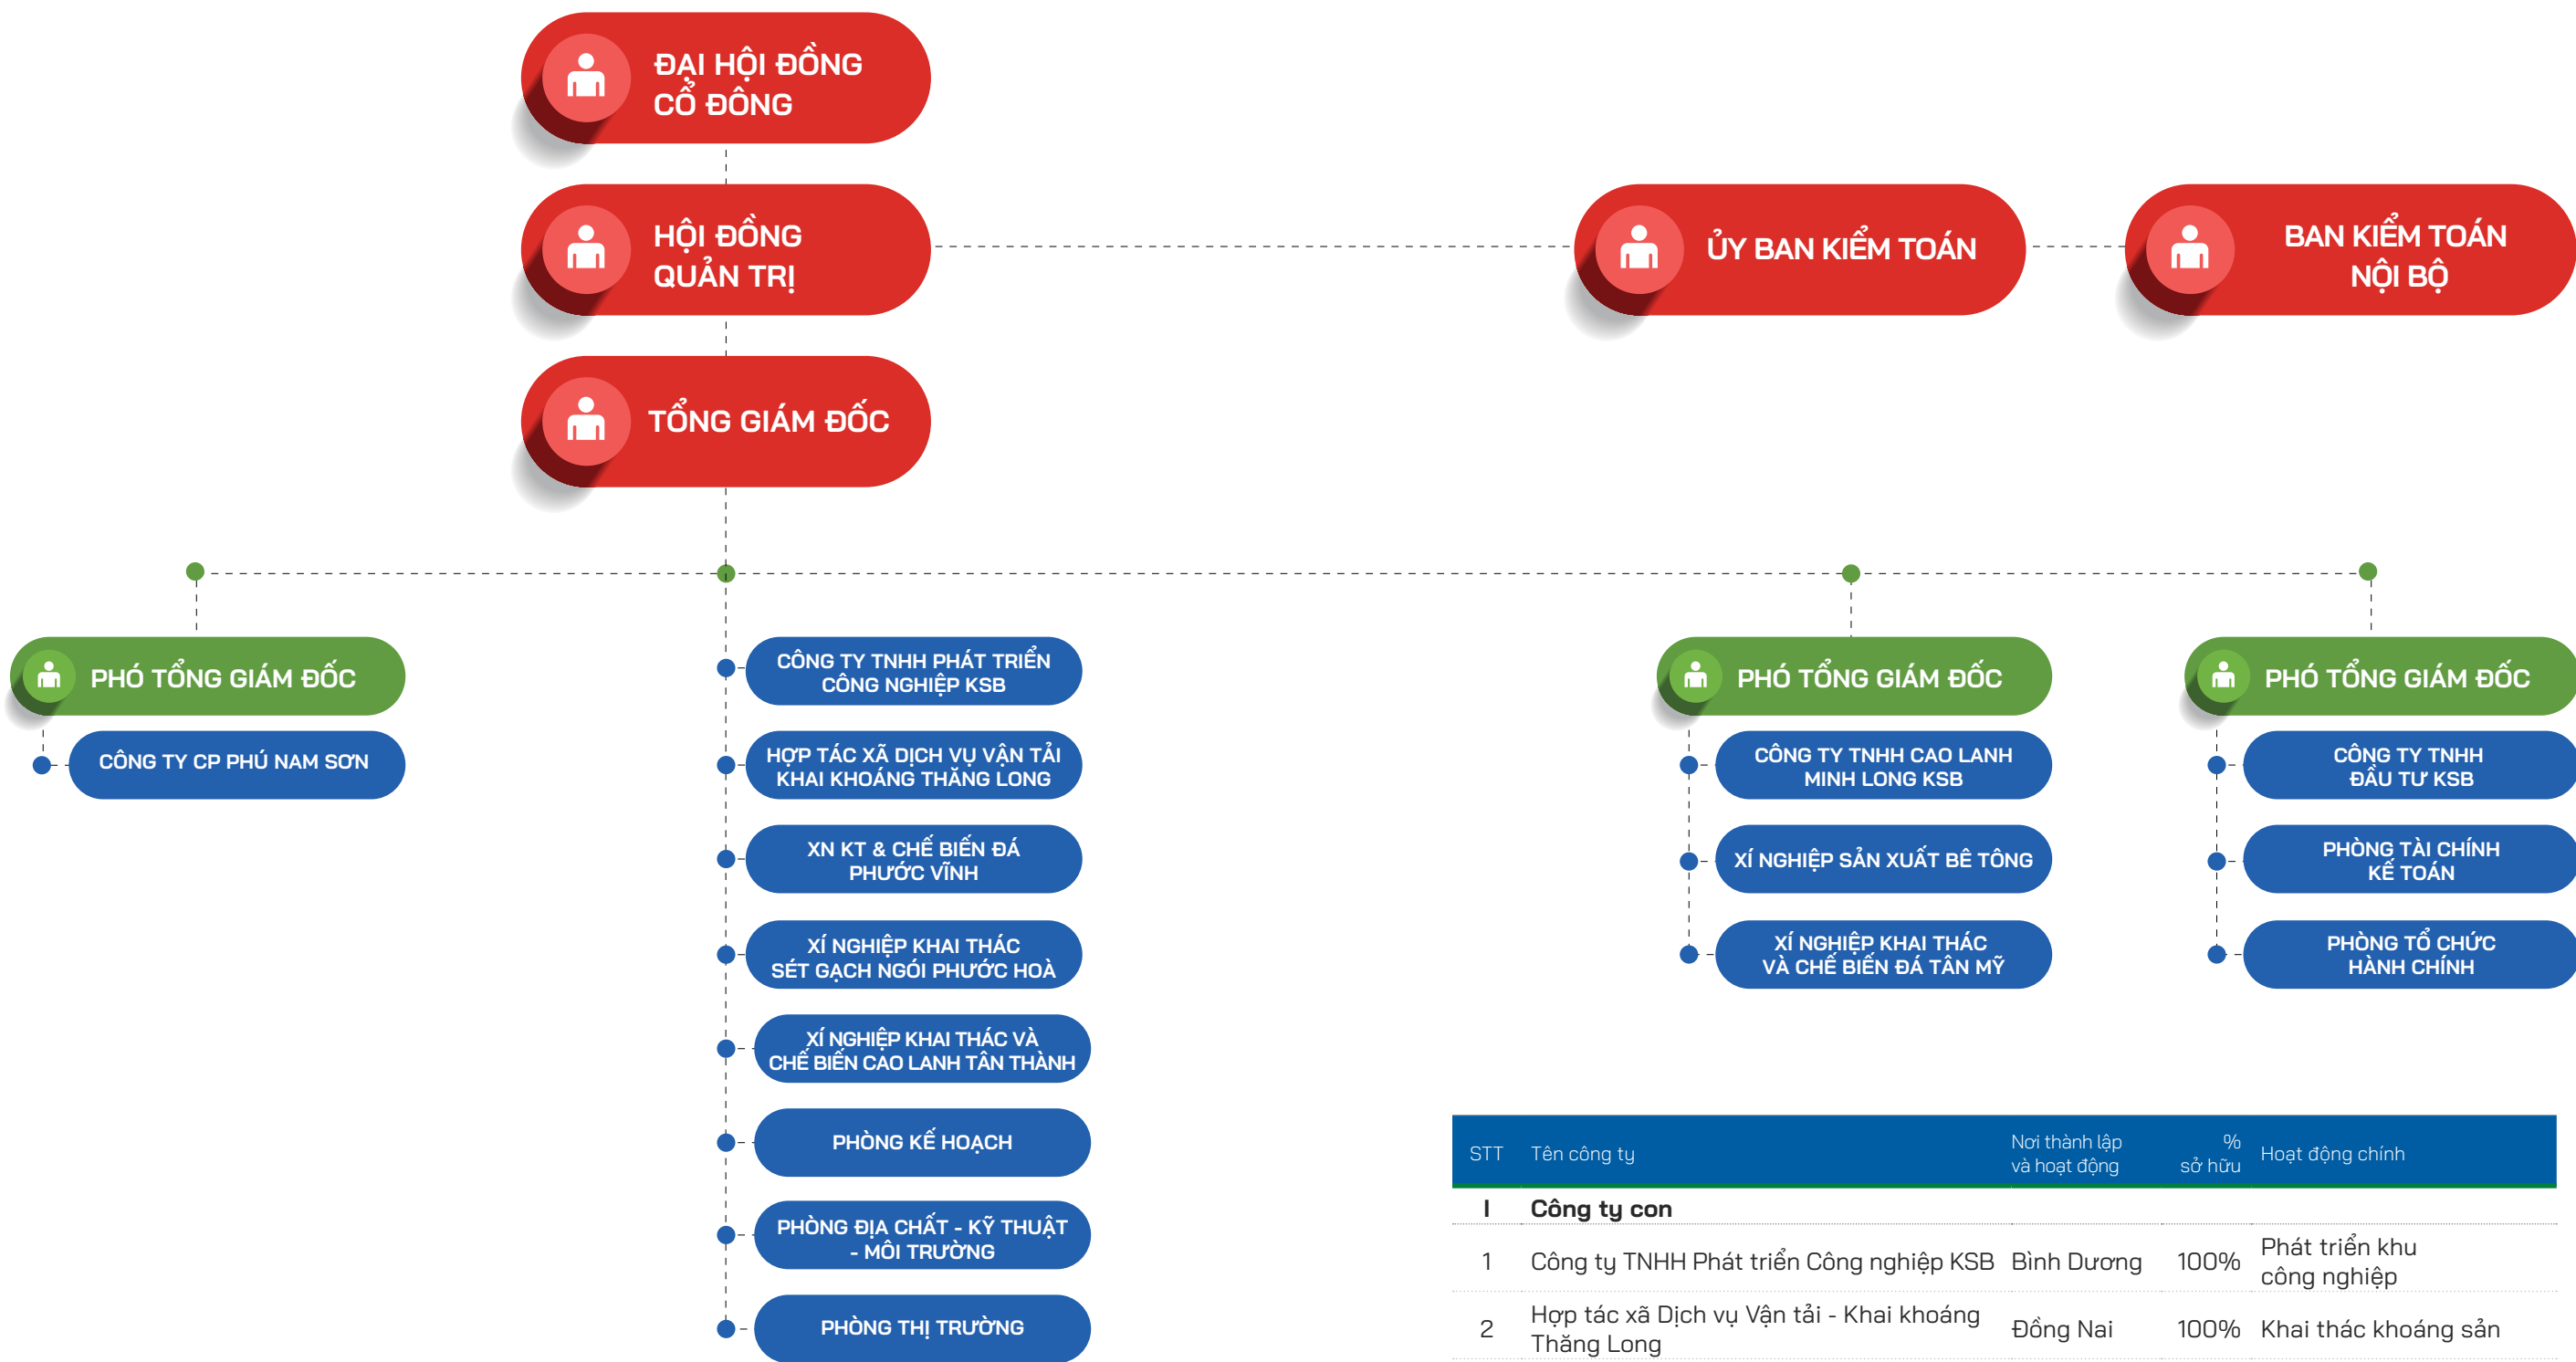 ĐẠI HỘI ĐỒNG
CỔ ĐÔNG
HỘI ĐỒNG
QUẢN TRỊ
ỦY BAN KIỂM TOÁN
BAN KIỂM TOÁN
NỘI BỘ
TỔNG GIÁM ĐỐC
PHÓ TỔNG GIÁM ĐỐC
CÔNG TY CP PHÚ NAM SƠN
CÔNG TY TNHH PHÁT TRIỂN
CÔNG NGHIỆP KSB
HỢP TÁC XÃ DỊCH VỤ VẬN TẢI
KHAI KHOÁNG THĂNG LONG
XN KT & CHẾ BIẾN ĐÁ
PHƯỚC VĨNH
XÍ NGHIỆP KHAI THÁC
SÉT GẠCH NGÓI PHƯỚC HOÀ
XÍ NGHIỆP KHAI THÁC VÀ
CHẾ BIẾN CAO LANH TÂN THÀNH
PHÒNG KẾ HOẠCH
PHÒNG ĐỊA CHẤT - KỸ THUẬT
- MÔI TRƯỜNG
PHÒNG THỊ TRƯỜNG
PHÓ TỔNG GIÁM ĐỐC
CÔNG TY TNHH CAO LANH
MINH LONG KSB
XÍ NGHIỆP SẢN XUẤT BÊ TÔNG
XÍ NGHIỆP KHAI THÁC
VÀ CHẾ BIẾN ĐÁ TÂN MỸ
PHÓ TỔNG GIÁM ĐỐC
CÔNG TY TNHH
ĐẦU TƯ KSB
PHÒNG TÀI CHÍNH
KẾ TOÁN
PHÒNG TỔ CHỨC
HÀNH CHÍNH
STT Tên công ty Nơi thành lập và hoạt động % sở hữu Hoạt động chính
I Công ty con
1 Công ty TNHH Phát triển Công nghiệp KSB Bình Dương 100% Phát triển khu công nghiệp
2 Hợp tác xã Dịch vụ Vận tải - Khai khoáng Thăng Long Đồng Nai 100% Khai thác khoáng sản